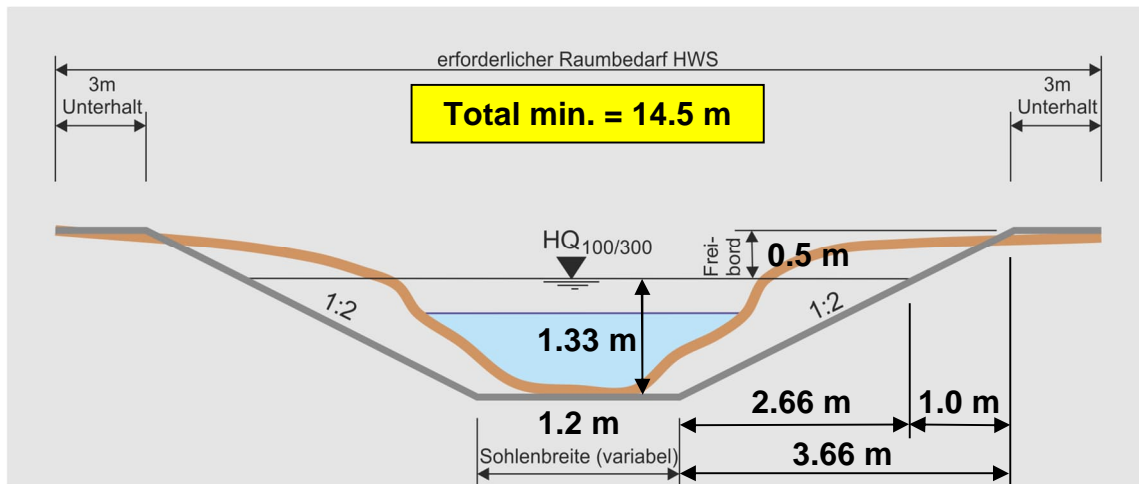 erforderlicher Raumbedarf HWS
3m
Unterhalt
Total min. = 14.5 m
3m
Unterhalt
HQ100/300
Frei-
bord
0.5 m
1:2
1:2
1.33 m
2.66 m
1.0 m
1.2 m
Sohlenbreite (variabel)
3.66 m